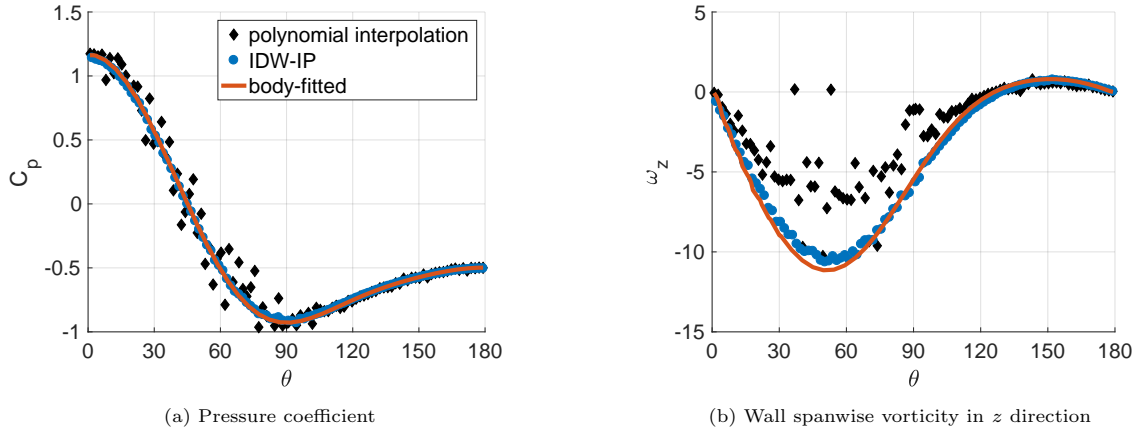 1.5
1
0.5
0
-0.5
-1
C_p
polynomial interpolation
IDW-IP
body-fitted
0 30 60 90 120 150 180
θ
(a) Pressure coefficient
5
0
-5
-10
-15
ω_z
0 30 60 90 120 150 180
θ
(b) Wall spanwise vorticity in z direction